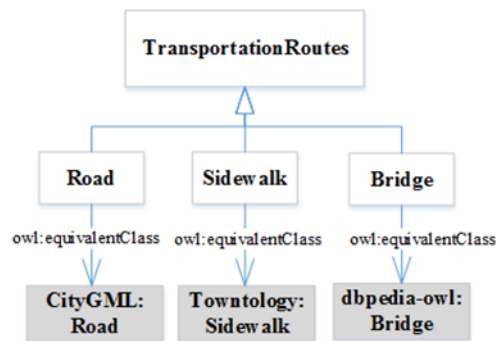 TransportationRoutes
Road
Sidewalk
Bridge
owl:equivalentClass
owl:equivalentClass
owl:equivalentClass
CityGML:
Road
Towntology:
Sidewalk
dbpedia-owl:
Bridge